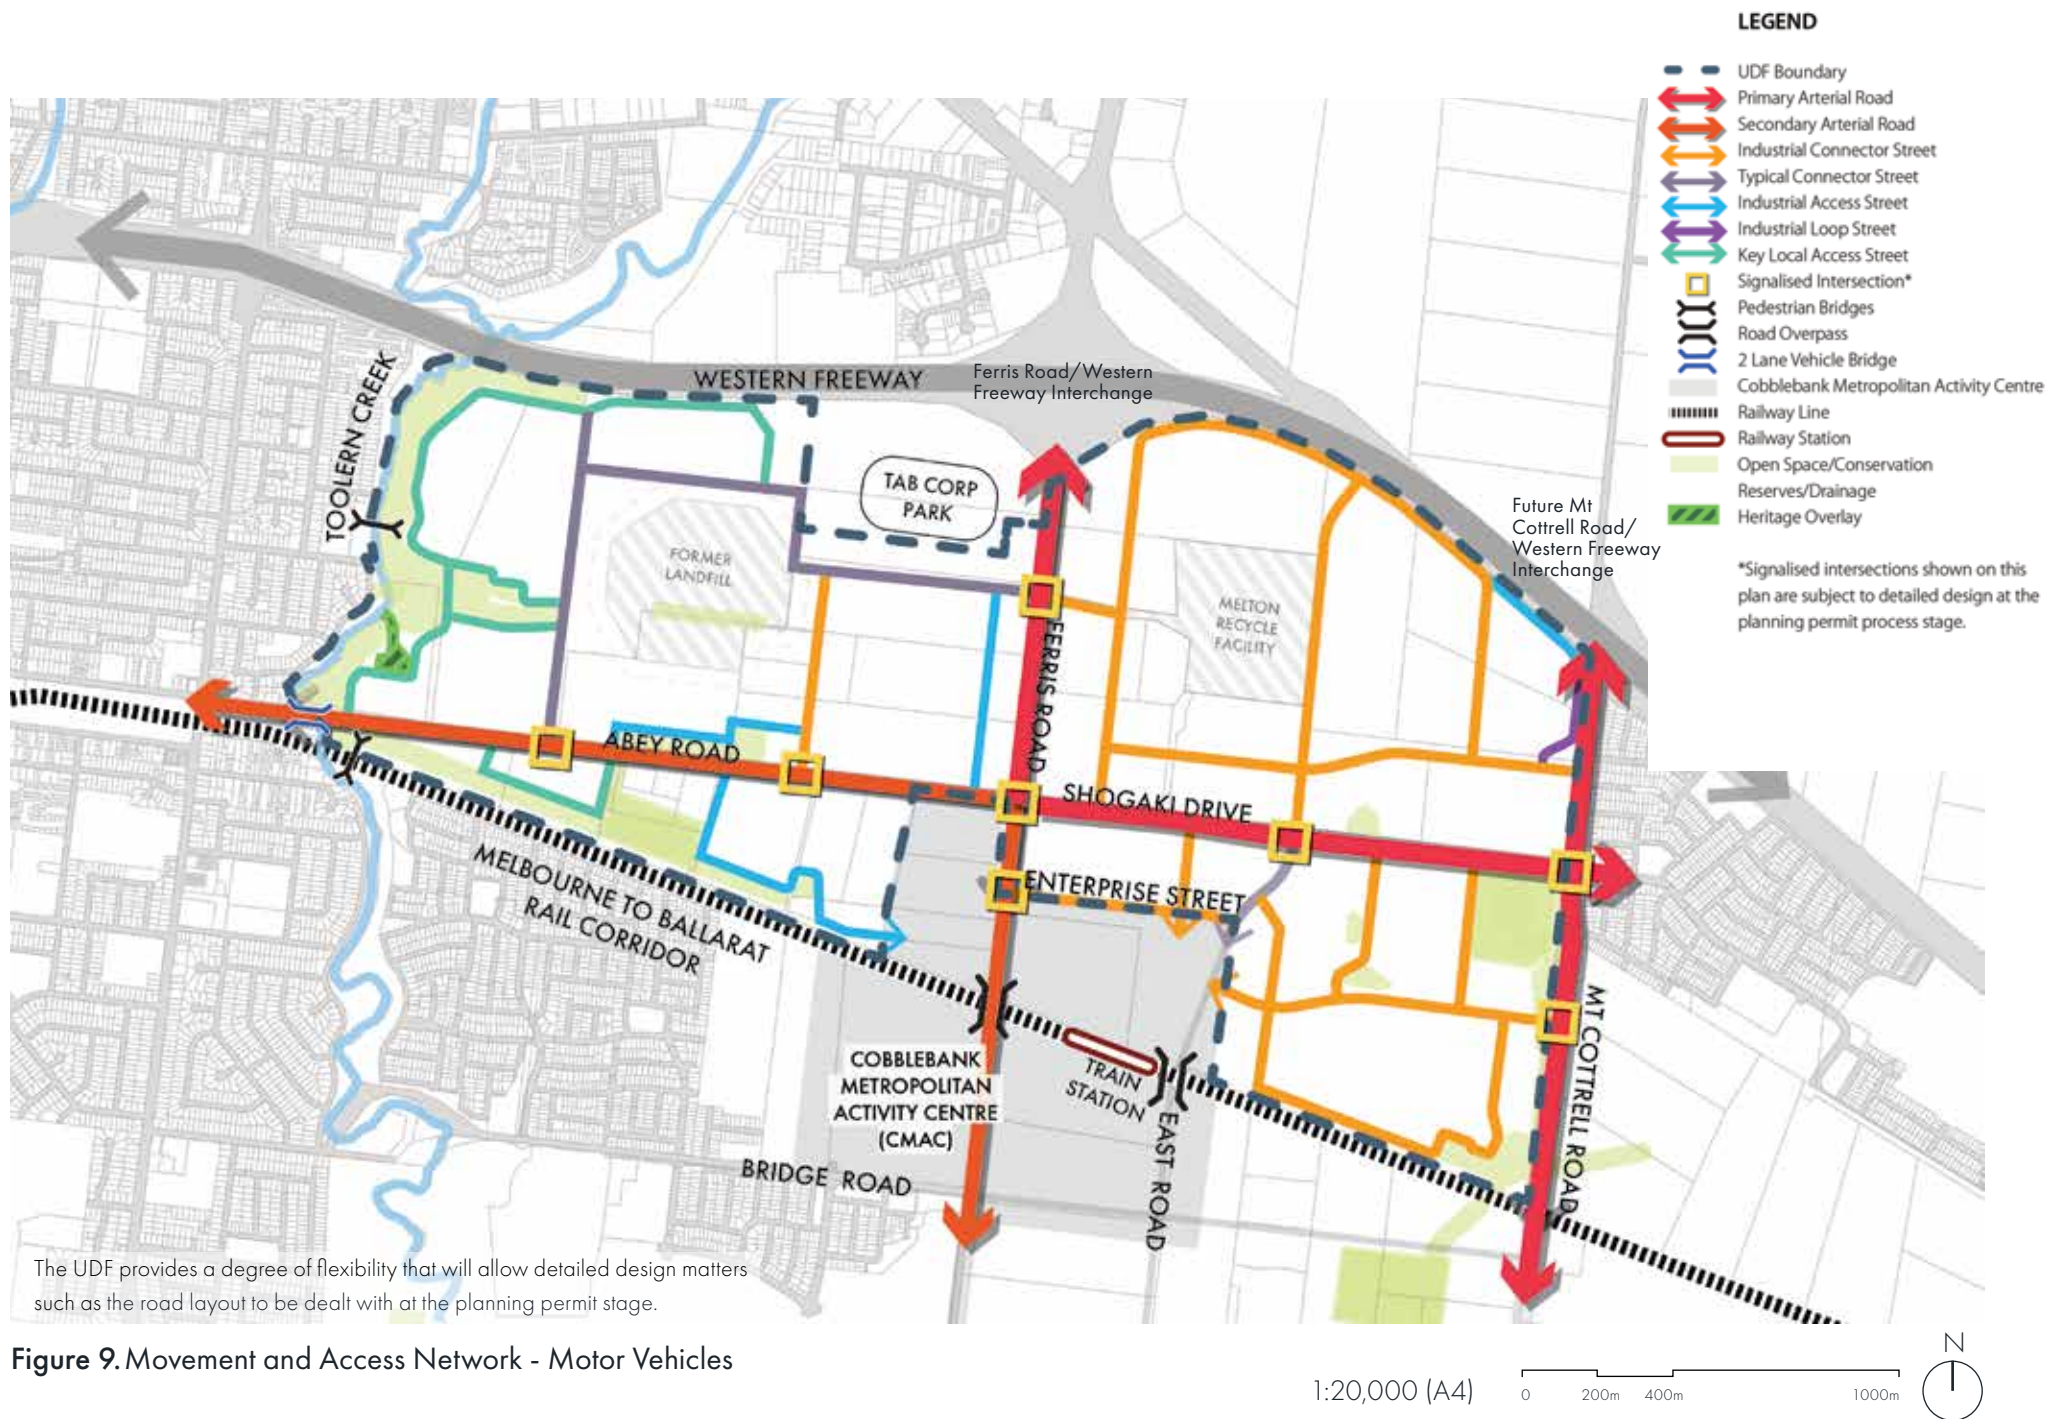 LEGEND
UDF Boundary
Primary Arterial Road
Secondary Arterial Road
Industrial Connector Street
Typical Connector Street
Industrial Access Street
Industrial Loop Street
Key Local Access Street
Signalised Intersection*
Pedestrian Bridges
Road Overpass
2 Lane Vehicle Bridge
Cobblebank Metropolitan Activity Centre
Railway Line
Railway Station
Open Space/Conservation
Reserves/Drainage
Heritage Overlay
*Signalised intersections shown on this
plan are subject to detailed design at the
planning permit process stage.
TOOLERN CREEK
WESTERN FREEWAY
Ferris Road/Western
Freeway Interchange
TAB CORP
PARK
Future Mt
Cottrell Road/
Western Freeway
Interchange
FORMER
LANDFILL
MELTON
RECYCLE
FACILITY
FERRIS ROAD
ABEY ROAD
SHOGAKI DRIVE
ENTERPRISE STREET
MELBOURNE TO BALLARAT
RAIL CORRIDOR
MT COTTRELL ROAD
COBBLEBANK
METROPOLITAN
ACTIVITY CENTRE
(CMAC)
TRAIN
STATION
EAST ROAD
BRIDGE ROAD
The UDF provides a degree of flexibility that will allow detailed design matters
such as the road layout to be dealt with at the planning permit stage.
Figure 9. Movement and Access Network - Motor Vehicles
1:20,000 (A4)
0 200m 400m 1000m
N